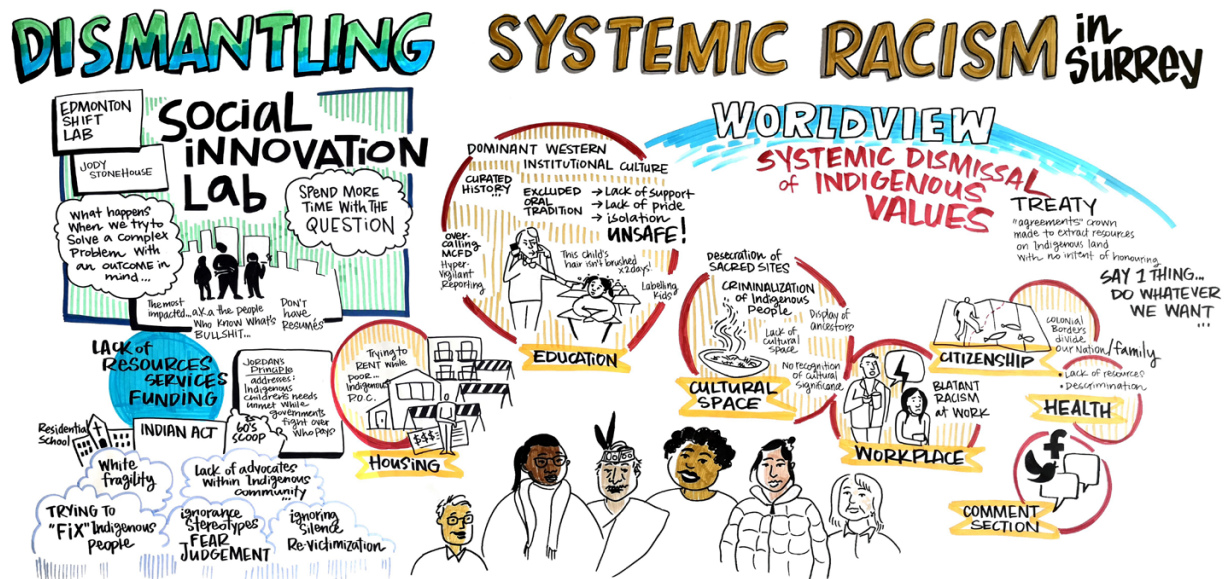 DISMANTLING
SYSTEMIC RACISM
in
SURREY
EDMONTON
SHIFT
LAB
JODY
STONEHOUSE
SOCIAL
INNOVATION
Lab
SPEND MORE
TIME WITH THE
QUESTION
What happens
When we try to
Solve a complex
Problem With
an OUTCOME in
mind...
The most
impacted... a.k.a the people
Who Know What's
BULLSHIT...
DON'T
have
RESUMÉS
Lack of
RESOURCES
SERVICES
FUNDING
JORDAN'S
Principle
addresses:
Indigenous
children's needs
unmet while
governments
fight over
Who pays
Residential
School
INDIAN ACT
60'S
SCOOP
White
fragility
Lack of advocates
within Indigenous
community
...
TRYING TO
"FiX" Indigenous
people
ignorance
Stereotypes
FEAR
JUDGEMENT
ignoring
Silence
Re-victimization
Trying to
RENT while
POOR...
Indigenous
P.O.C.
$$$
HOUSING
DOMINANT WESTERN
INSTITUTIONAL CULTURE
CURATED
HISTORY
...
EXCLUDED
ORAL
TRADITION
→ Lack of support
→ Lack of pride
→ isolation
UNSAFE!
over-
calling
MCFD
Hyper-
Vigilant
Reporting
This child's
hair isn't brushed
x2days!
Labelling
Kids
EDUCATION
WORLDVIEW
SYSTEMIC DISMISSAL
of INDIGENOUS
VALUES
TREATY
"agreements" crown
made to extract resources
on Indigenous land
with no intent of honouring
SAY 1 THING...
DO WHATEVER
WE WANT
...
Desecration of
SACRED SITES
CRIMINALIZATION
of Indigenous
People
Display of
ancestors
Lack of
cultural
space
No recognition
of cultural
Significance
CULTURAL
SPACE
BLATANT
RACISM
AT WORK
WORKPLACE
CITIZENSHIP
COLONIAL
Borders
divide
our Nation/family
• Lack of resources
• Descrimination
HEALTH
f
COMMENT
SECTION